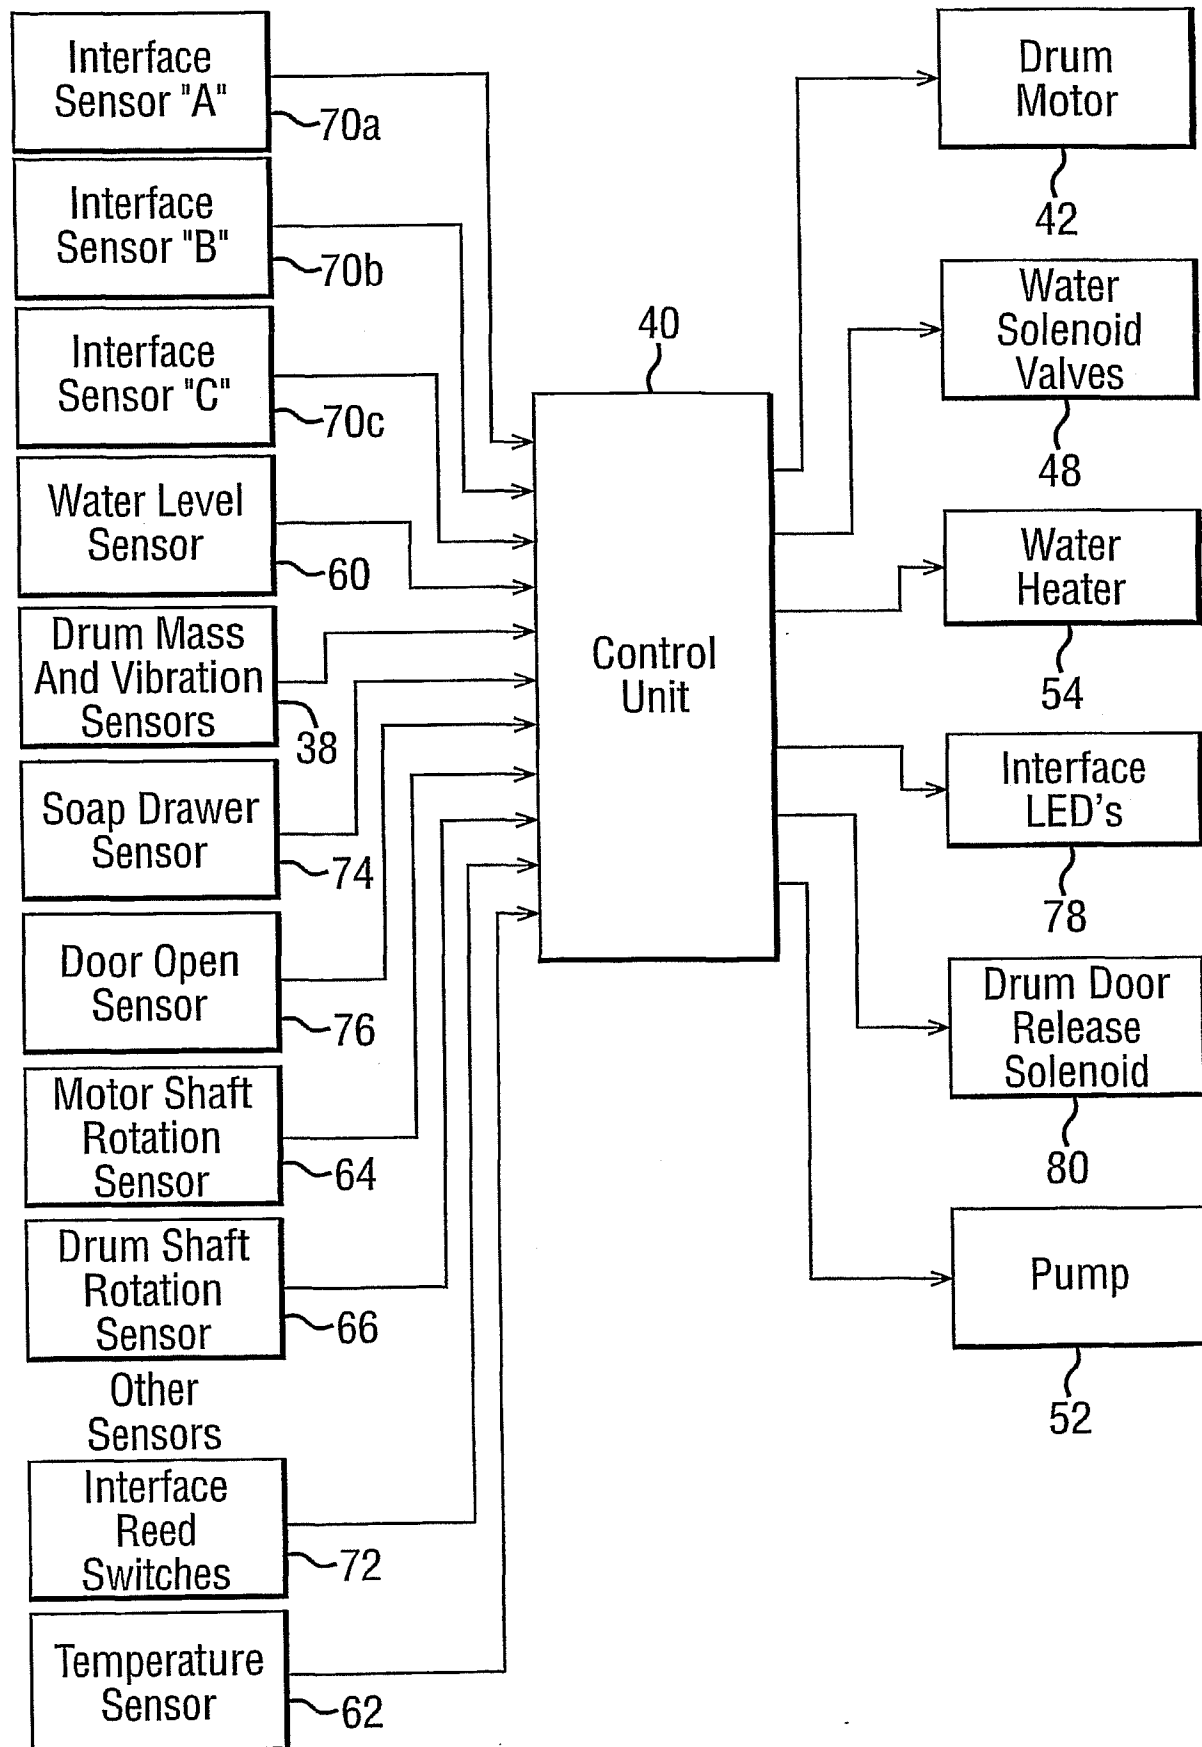 Interface
Sensor "A"
70a
Interface
Sensor "B"
70b
Interface
Sensor "C"
70c
Water Level
Sensor
60
Drum Mass
And Vibration
Sensors
38
Soap Drawer
Sensor
74
Door Open
Sensor
76
Motor Shaft
Rotation
Sensor
64
Drum Shaft
Rotation
Sensor
66
Other
Sensors
Interface
Reed
Switches
72
Temperature
Sensor
62
40
Control
Unit
Drum
Motor
42
Water
Solenoid
Valves
48
Water
Heater
54
Interface
LED's
78
Drum Door
Release
Solenoid
80
Pump
52